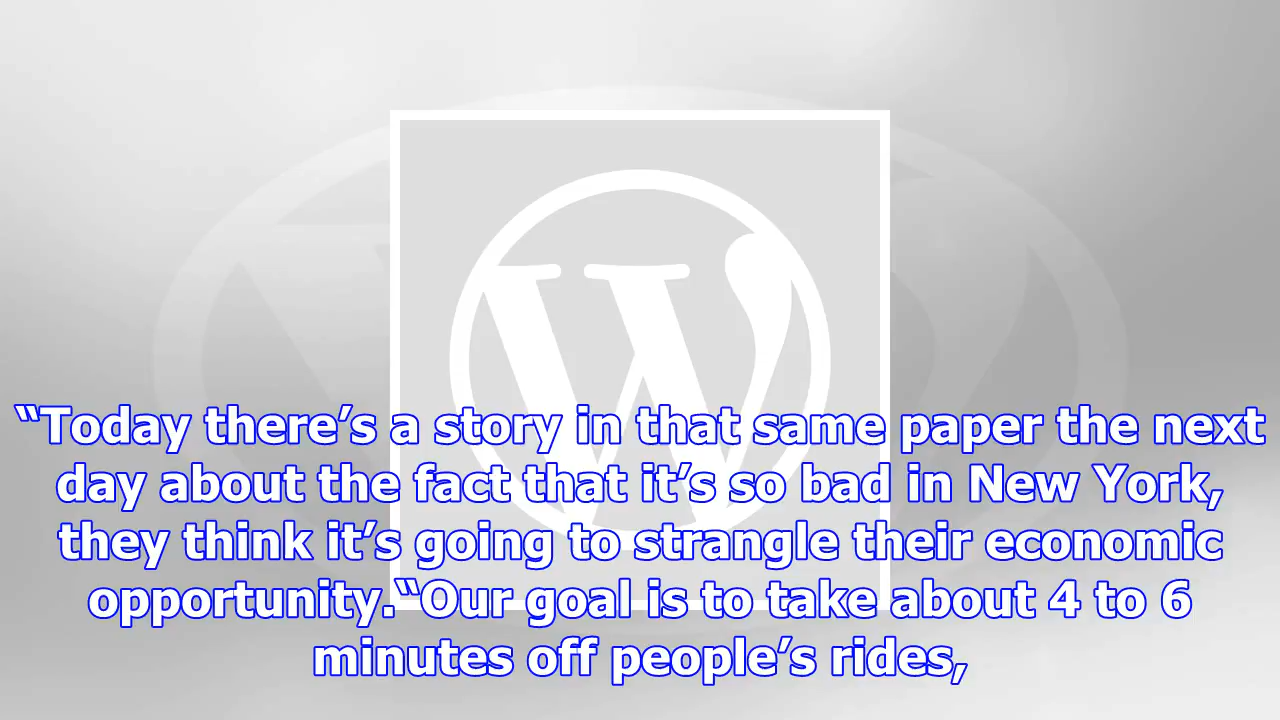 “Today there’s a story in that same paper the next
day about the fact that it’s so bad in New York,
they think it’s going to strangle their economic
opportunity.“Our goal is to take about 4 to 6
minutes off people’s rides,